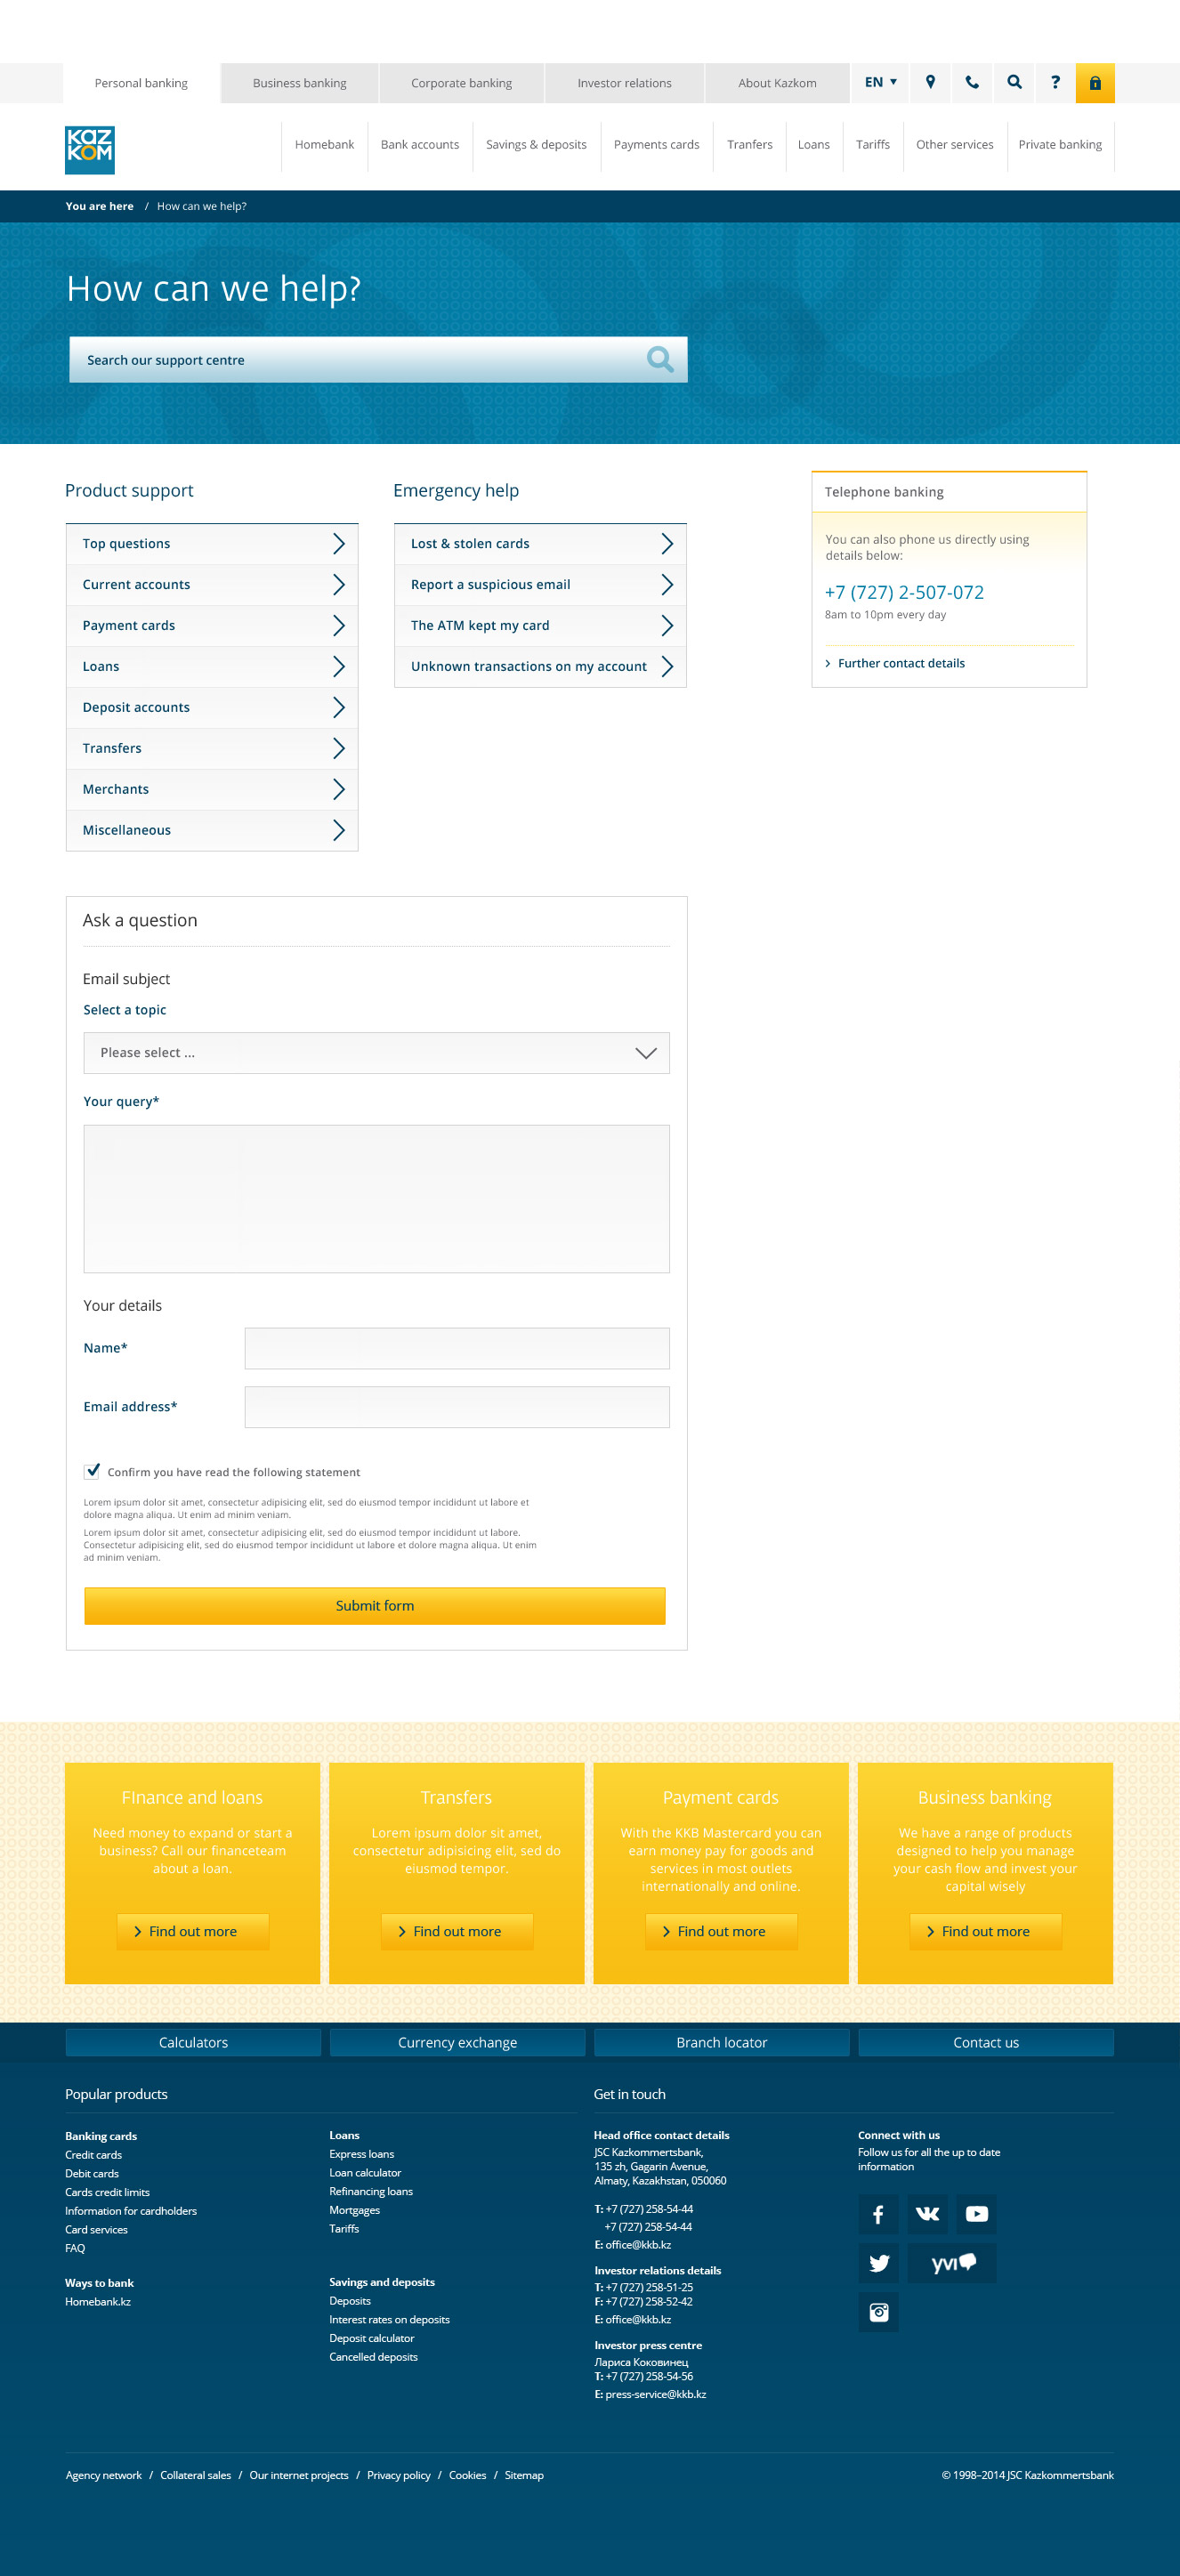 Personal banking
Business banking
Corporate banking
Investor relations
About Kazkom
EN
?
KAZ
KOM
Homebank
Bank accounts
Savings & deposits
Payments cards
Tranfers
Loans
Tariffs
Other services
Private banking
You are here / How can we help?
How can we help?
Search our support centre
Product support
Top questions
Current accounts
Payment cards
Loans
Deposit accounts
Transfers
Merchants
Miscellaneous
Emergency help
Lost & stolen cards
Report a suspicious email
The ATM kept my card
Unknown transactions on my account
Telephone banking
You can also phone us directly using
details below:
+7 (727) 2-507-072
8am to 10pm every day
Further contact details
Ask a question
Email subject
Select a topic
Please select ...
Your query*
Your details
Name*
Email address*
Confirm you have read the following statement
Lorem ipsum dolor sit amet, consectetur adipisicing elit, sed do eiusmod tempor incididunt ut labore et
dolore magna aliqua. Ut enim ad minim veniam.
Lorem ipsum dolor sit amet, consectetur adipisicing elit, sed do eiusmod tempor incididunt ut labore.
Consectetur adipisicing elit, sed do eiusmod tempor incididunt ut labore et dolore magna aliqua. Ut enim
ad minim veniam.
Submit form
FInance and loans
Need money to expand or start a
business? Call our financeteam
about a loan.
Find out more
Transfers
Lorem ipsum dolor sit amet,
consectetur adipisicing elit, sed do
eiusmod tempor.
Find out more
Payment cards
With the KKB Mastercard you can
earn money pay for goods and
services in most outlets
internationally and online.
Find out more
Business banking
We have a range of products
designed to help you manage
your cash flow and invest your
capital wisely
Find out more
Calculators
Currency exchange
Branch locator
Contact us
Popular products
Banking cards
Credit cards
Debit cards
Cards credit limits
Information for cardholders
Card services
FAQ
Ways to bank
Homebank.kz
Loans
Express loans
Loan calculator
Refinancing loans
Mortgages
Tariffs
Savings and deposits
Deposits
Interest rates on deposits
Deposit calculator
Cancelled deposits
Get in touch
Head office contact details
JSC Kazkommertsbank,
135 zh, Gagarin Avenue,
Almaty, Kazakhstan, 050060
T: +7 (727) 258-54-44
+7 (727) 258-54-44
E: office@kkb.kz
Investor relations details
T: +7 (727) 258-51-25
F: +7 (727) 258-52-42
E: office@kkb.kz
Investor press centre
Лариса Коковинец
T: +7 (727) 258-54-56
E: press-service@kkb.kz
Connect with us
Follow us for all the up to date
information
yvi
Agency network / Collateral sales / Our internet projects / Privacy policy / Cookies / Sitemap
© 1998–2014 JSC Kazkommertsbank